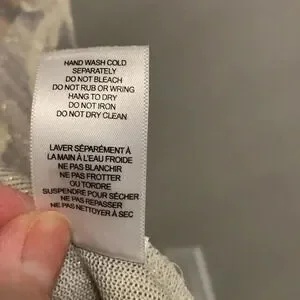 HAND WASH COLD
SEPARATELY
DO NOT BLEACH
DO NOT RUB OR WRING
HANG TO DRY
DO NOT IRON
DO NOT DRY CLEAN
LAVER SÉPARÉMENT À
LA MAIN À L'EAU FROIDE
NE PAS BLANCHIR
NE PAS FROTTER
OU TORDRE
SUSPENDRE POUR SÉCHER
NE PAS REPASSER
NE PAS NETTOYER À SEC